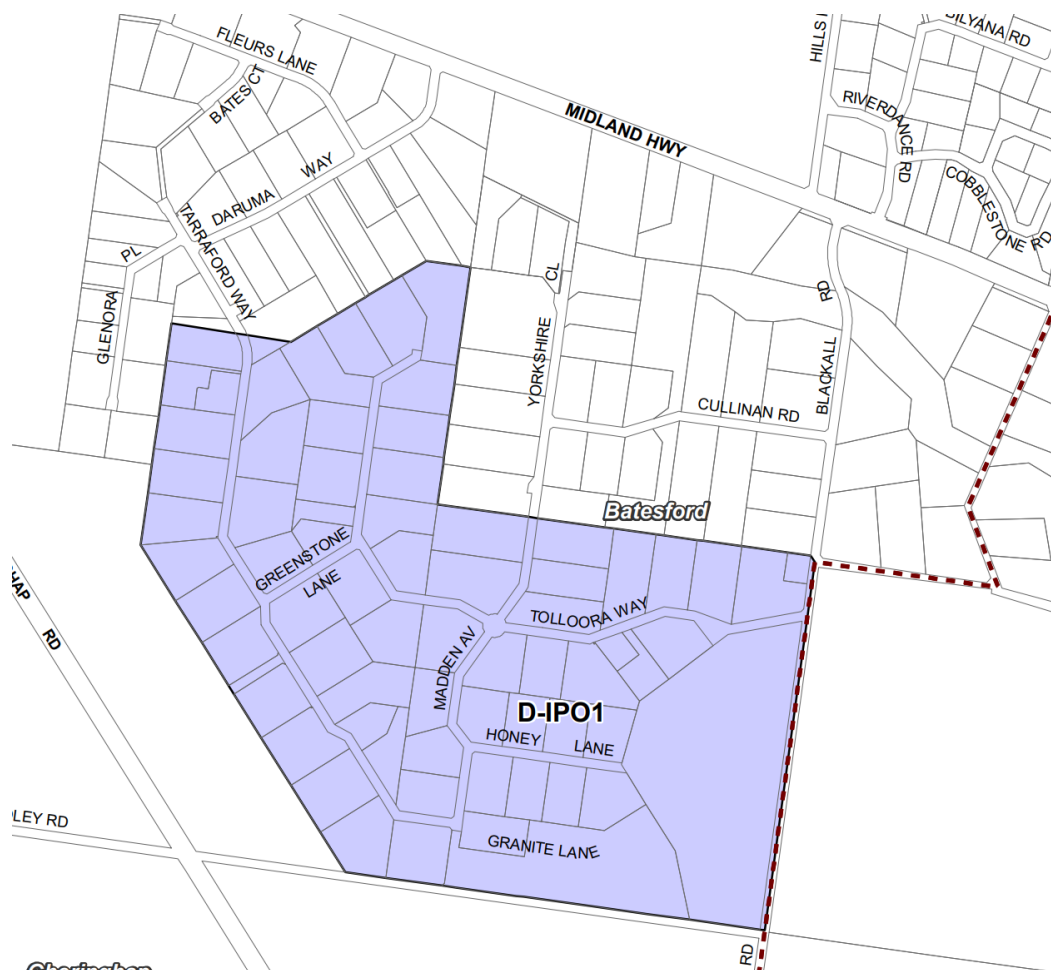 FLEURS LANE
BILYANA RD
HILLS
BATES CT
RIVERDANCE RD
MIDLAND HWY
COBBLESTONE RD
DARUMA WAY
TARRAFORD WAY
GLENORA PL
YORKSHIRE CL
BLACKALL RD
CULLINAN RD
Batesford
GREENSTONE LANE
TOLLOORA WAY
MADDEN AV
RD
D-IPO1
HONEY LANE
GRANITE LANE
RD
RD